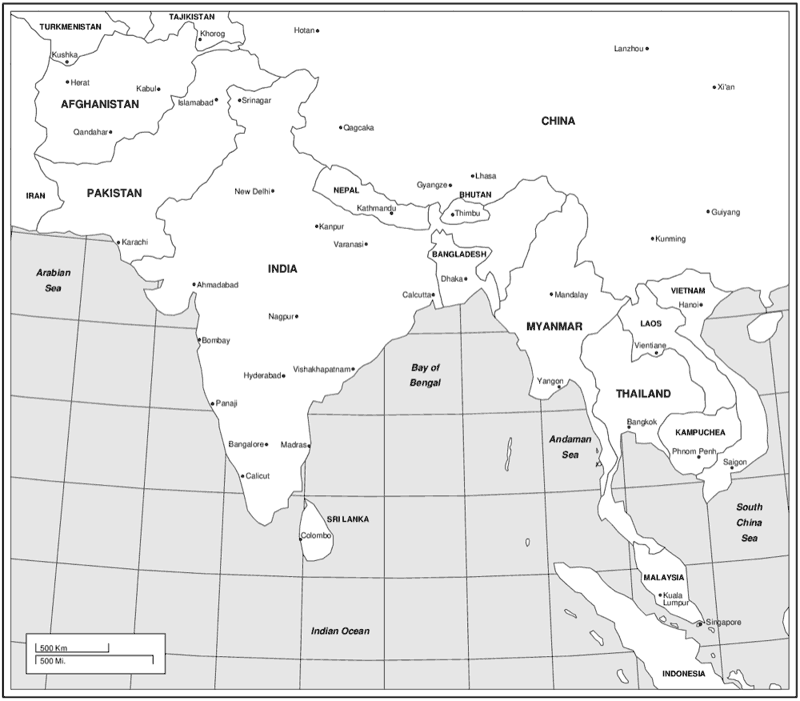 TURKMENISTAN
TAJIKISTAN
Khorog
Hotan
Lanzhou
Kushka
Herat
Kabul
Islamabad
Srinagar
Xi'an
AFGHANISTAN
CHINA
Qandahar
Qagcaka
IRAN
PAKISTAN
New Delhi
NEPAL
Gyangze
Lhasa
BHUTAN
Kathmandu
Thimbu
Guiyang
Karachi
Kanpur
Varanasi
Kunming
BANGLADESH
Arabian
Sea
INDIA
Ahmadabad
Dhaka
Calcutta
Mandalay
VIETNAM
Hanoi
Nagpur
MYANMAR
LAOS
Bombay
Vientiane
Hyderabad
Vishakhapatnam
Bay of
Bengal
Yangon
THAILAND
Panaji
Bangkok
KAMPUCHEA
Bangalore
Madras
Andaman
Sea
Phnom Penh
Saigon
Calicut
SRI LANKA
Colombo
South
China
Sea
MALAYSIA
Kuala
Lumpur
Singapore
Indian Ocean
500 Km
500 Mi.
INDONESIA